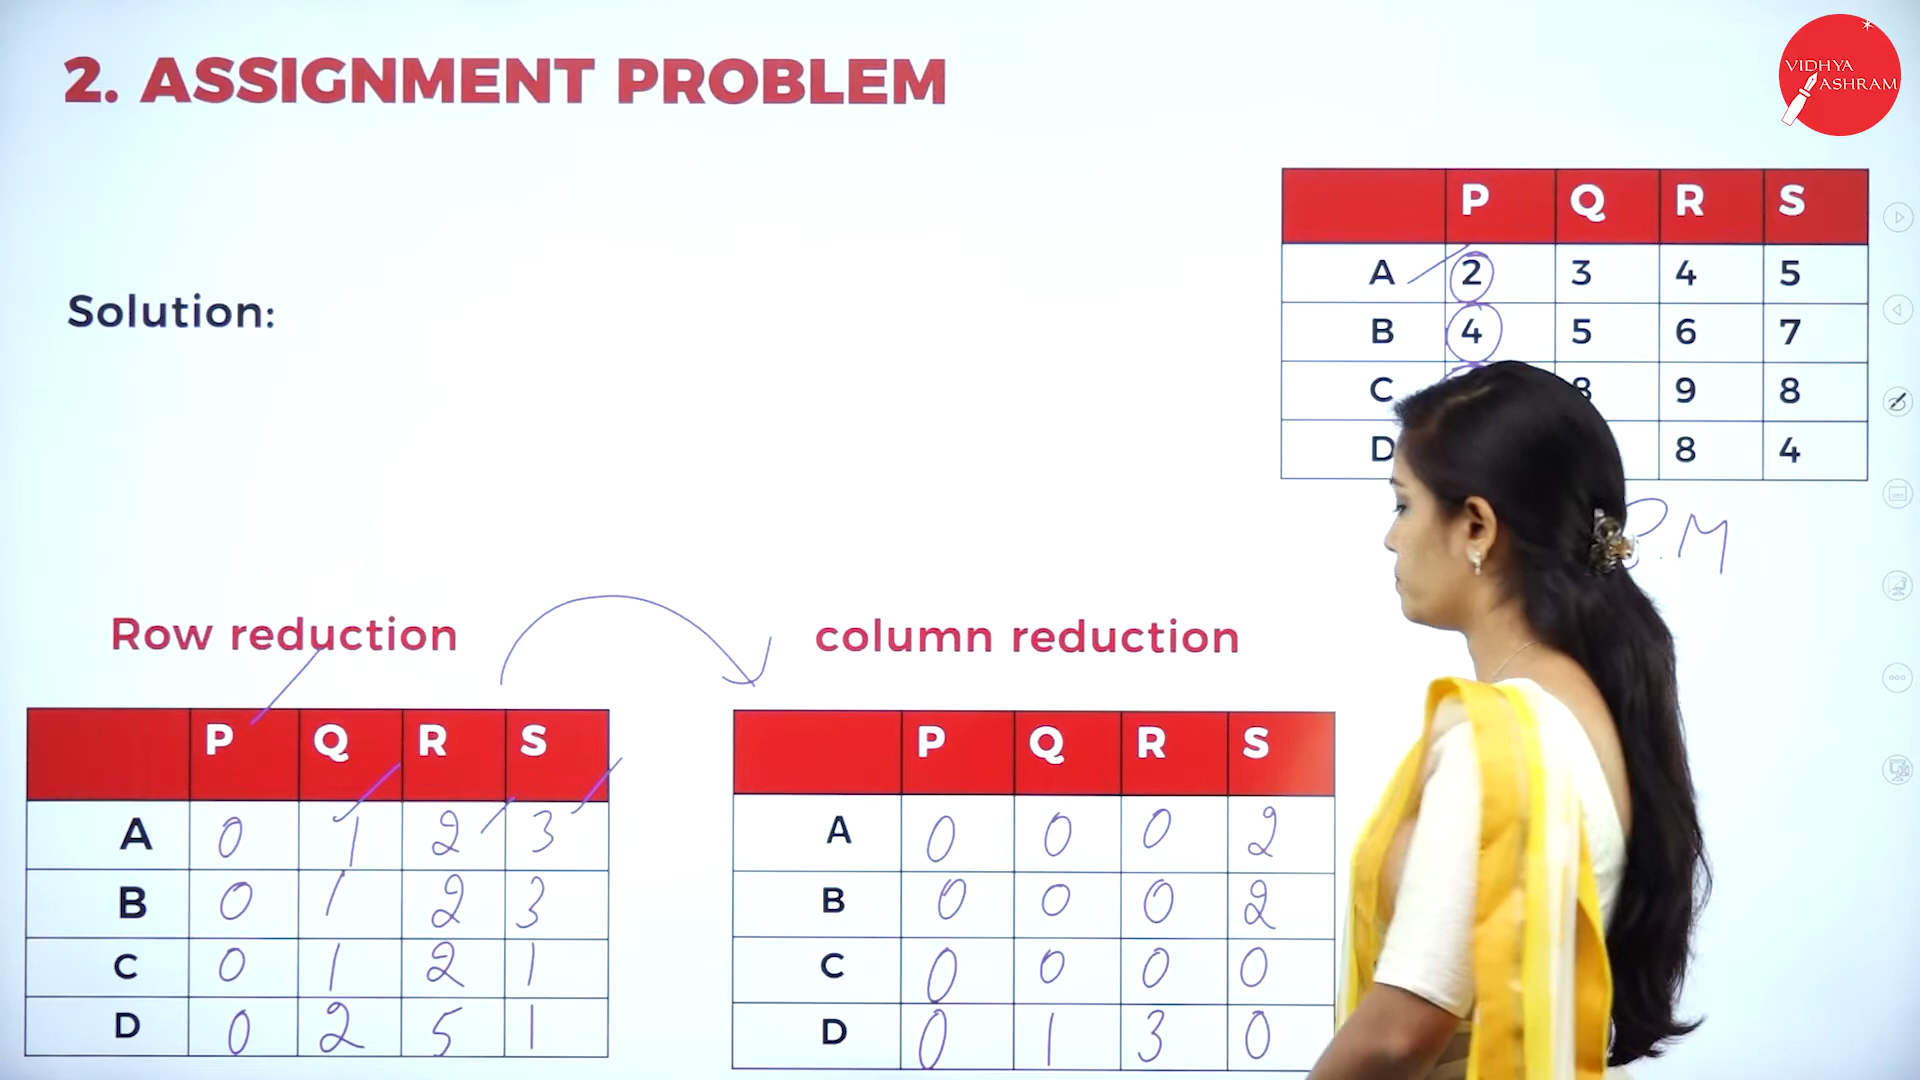 2. ASSIGNMENT PROBLEM
VIDHYA
ASHRAM
P Q R S
A 2 3 4 5
B 4 5 6 7
C 8 9 8
D 8 4
Solution:
P.M
Row reduction
column reduction
P Q R S
A 0 1 2 3
B 0 1 2 3
C 0 1 2 1
D 0 2 5 1
P Q R S
A 0 0 0 2
B 0 0 0 2
C 0 0 0 0
D 0 1 3 0